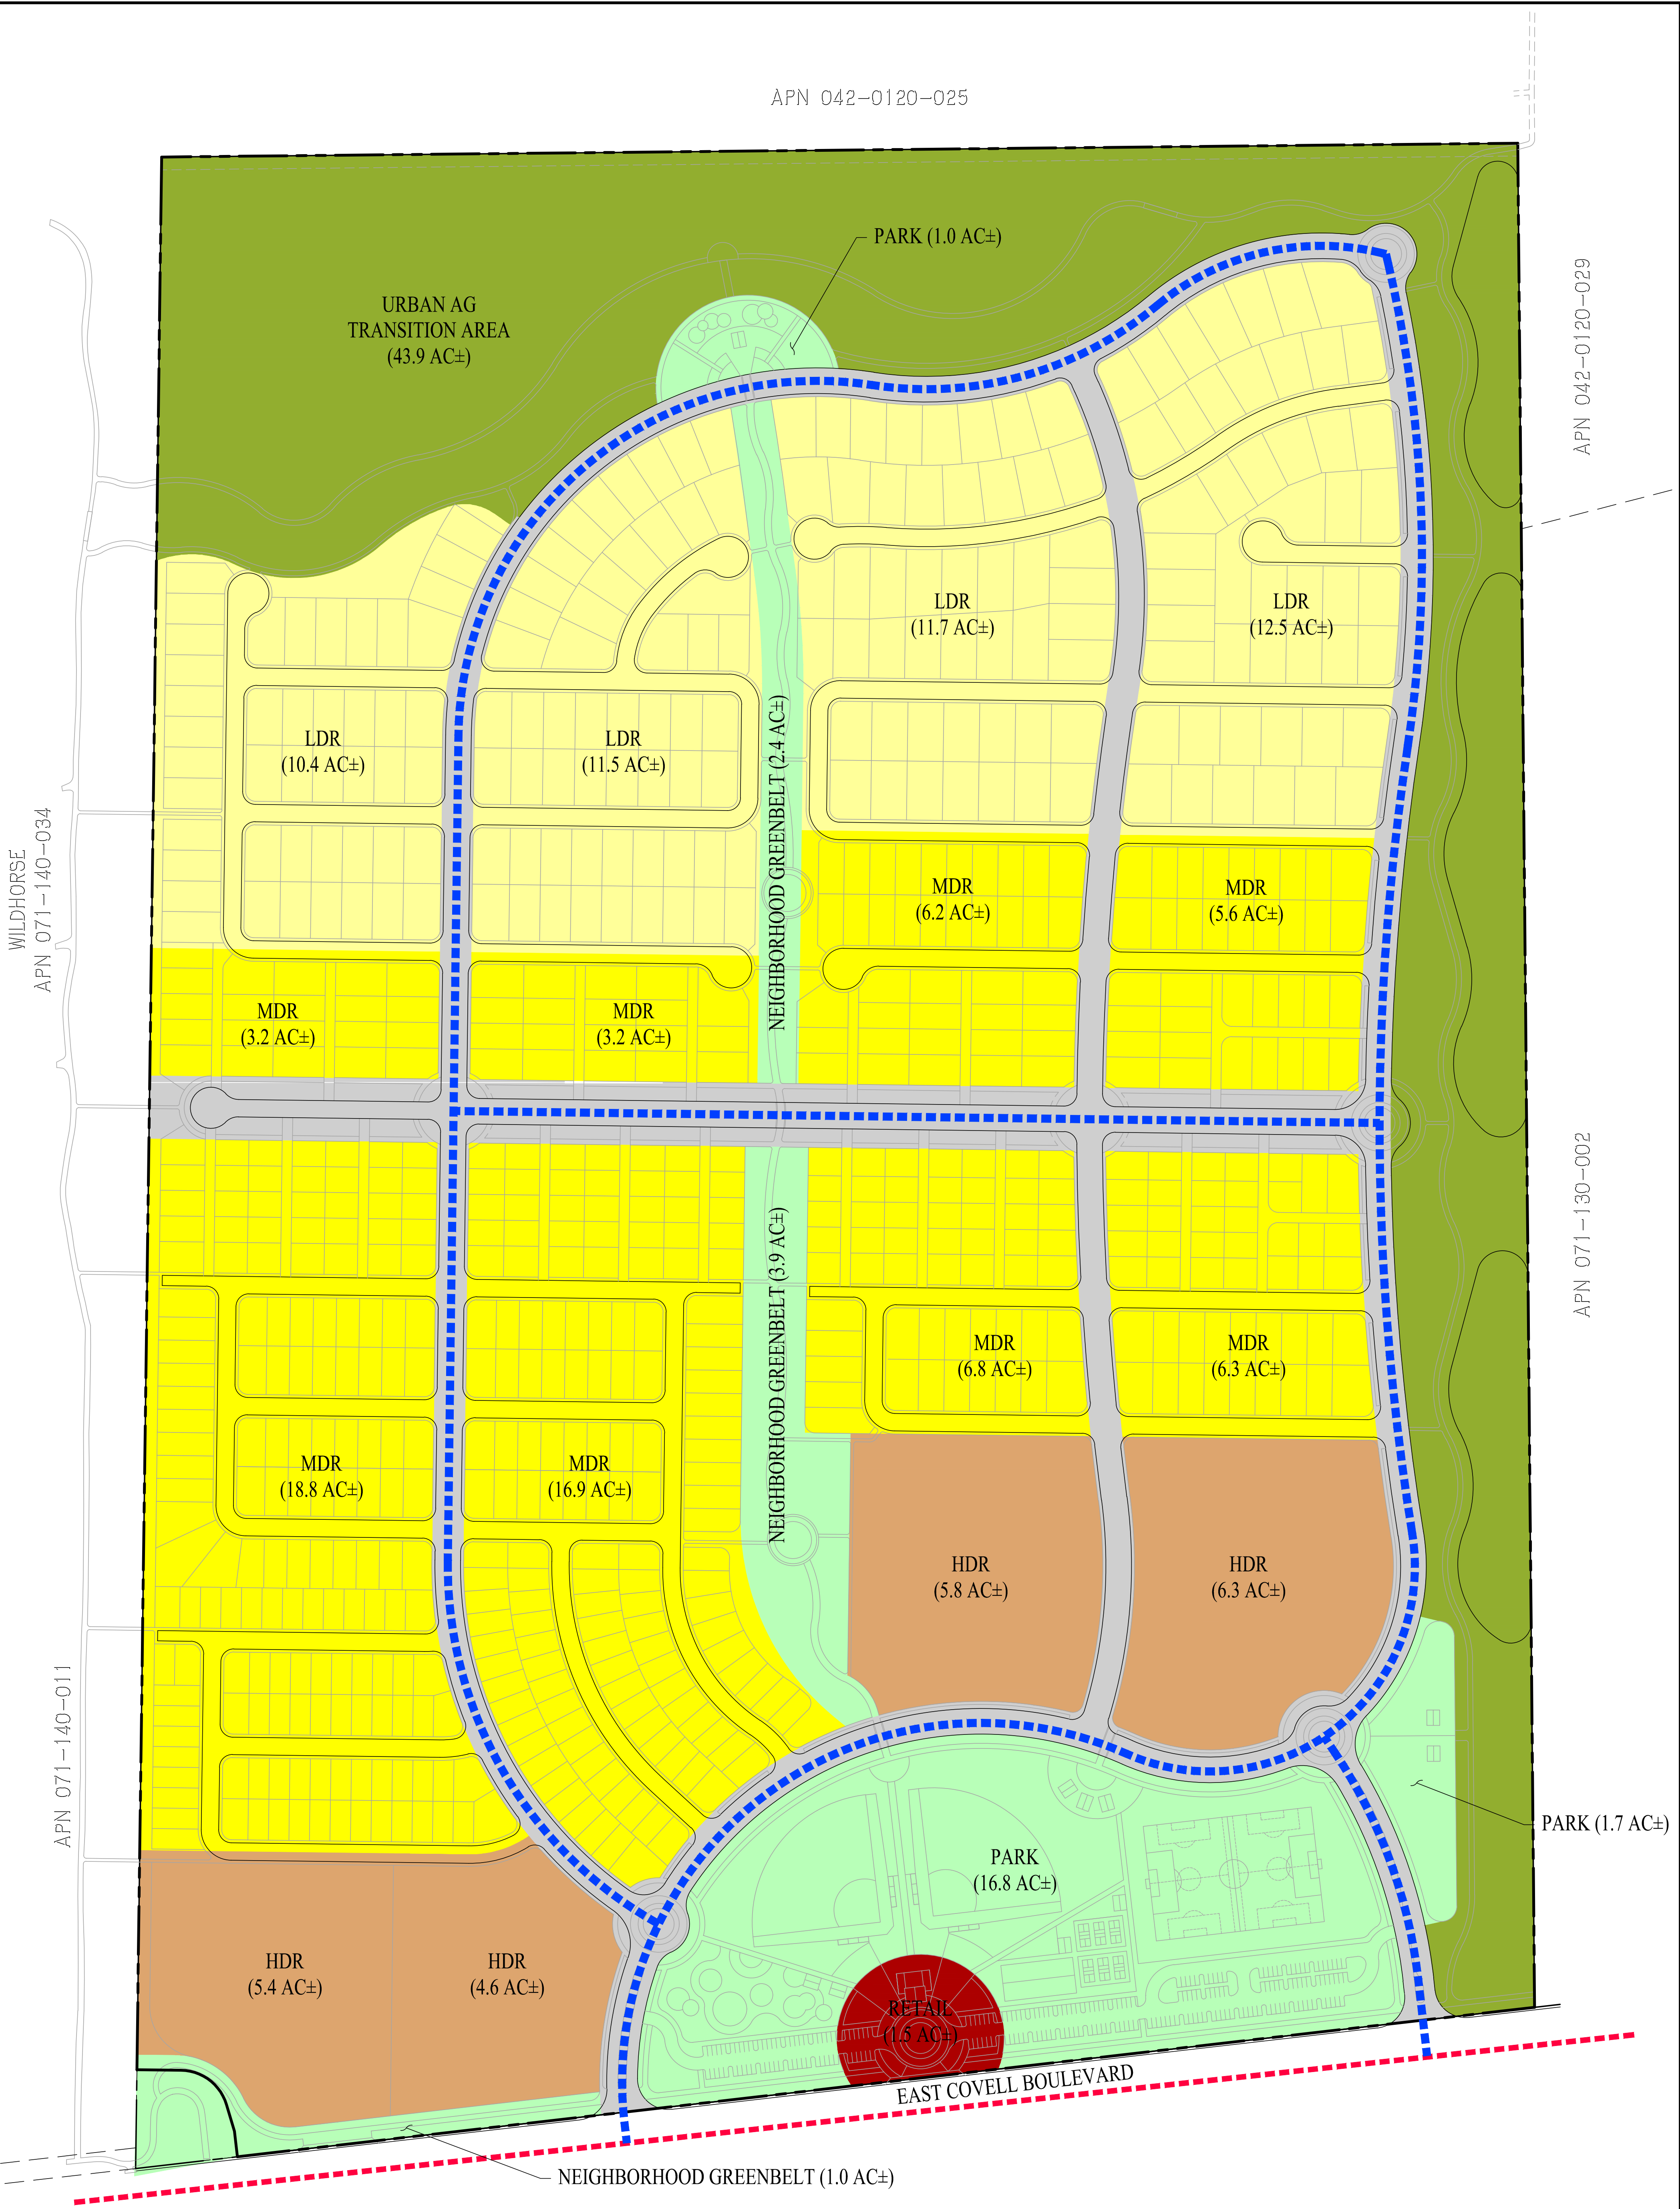 APN 042-0120-025
PARK (1.0 AC±)
URBAN AG
TRANSITION AREA
(43.9 AC±)
APN 042-0120-029
LDR
(11.7 AC±)
LDR
(12.5 AC±)
LDR
(10.4 AC±)
LDR
(11.5 AC±)
NEIGHBORHOOD GREENBELT (2.4 AC±)
WILDHORSE
APN 071-140-034
MDR
(6.2 AC±)
MDR
(5.6 AC±)
MDR
(3.2 AC±)
MDR
(3.2 AC±)
APN 071-130-002
NEIGHBORHOOD GREENBELT (3.9 AC±)
MDR
(6.8 AC±)
MDR
(6.3 AC±)
MDR
(18.8 AC±)
MDR
(16.9 AC±)
HDR
(5.8 AC±)
HDR
(6.3 AC±)
APN 071-140-011
PARK (1.7 AC±)
PARK
(16.8 AC±)
HDR
(5.4 AC±)
HDR
(4.6 AC±)
RETAIL
(1.5 AC±)
EAST COVELL BOULEVARD
NEIGHBORHOOD GREENBELT (1.0 AC±)